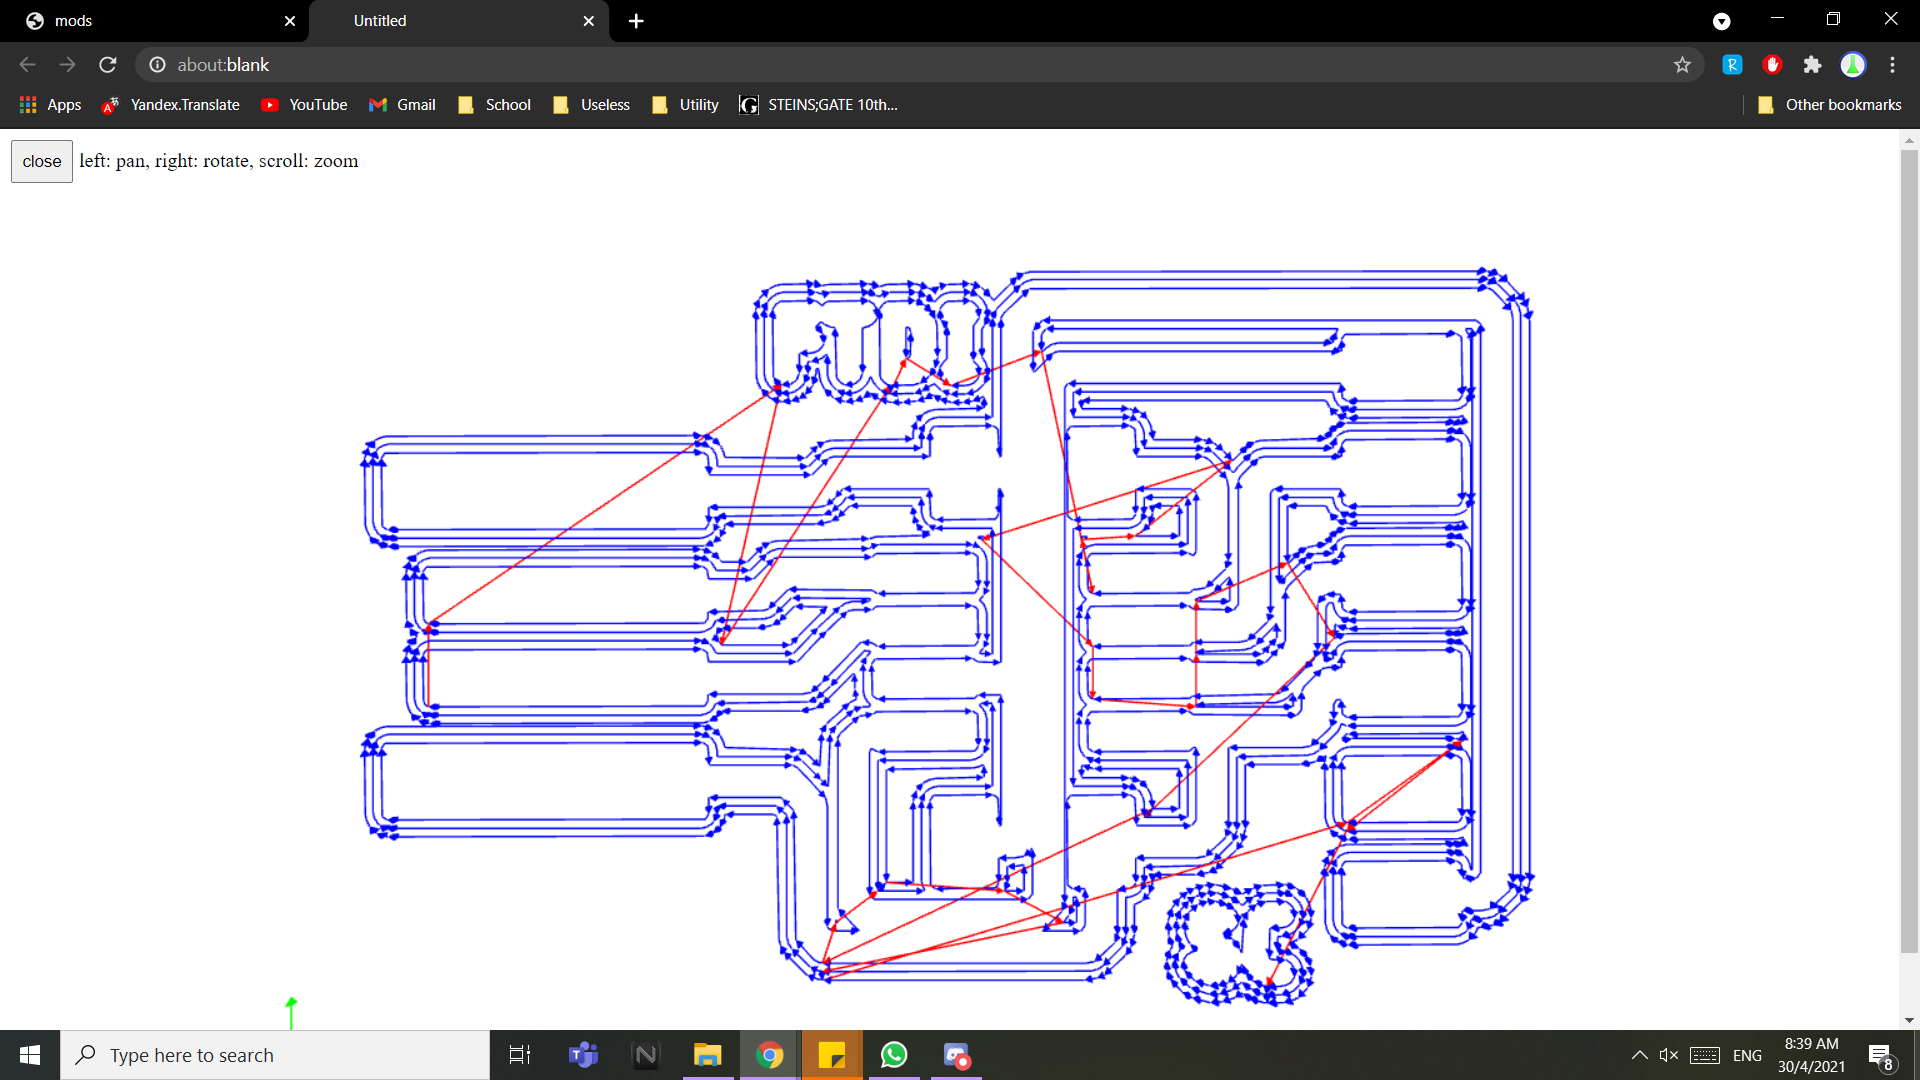 mods
Untitled
about:blank
Apps
Yandex.Translate
YouTube
Gmail
School
Useless
Utility
STEINS;GATE 10th...
Other bookmarks
close
left: pan, right: rotate, scroll: zoom
Type here to search
ENG
8:39 AM
30/4/2021
8